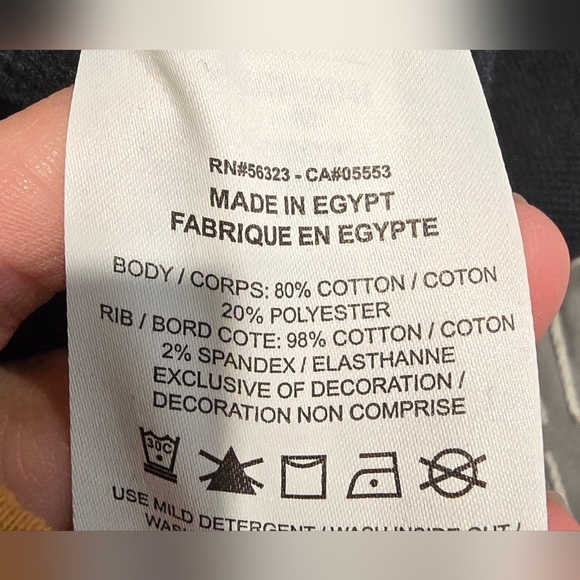 RN#56323 - CA#05553
MADE IN EGYPT
FABRIQUE EN EGYPTE
BODY / CORPS: 80% COTTON / COTON
20% POLYESTER
RIB / BORD COTE: 98% COTTON / COTON
2% SPANDEX / ELASTHANNE
EXCLUSIVE OF DECORATION /
DECORATION NON COMPRISE
30C
USE MILD DETERGENT / WASH INSIDE OUT /